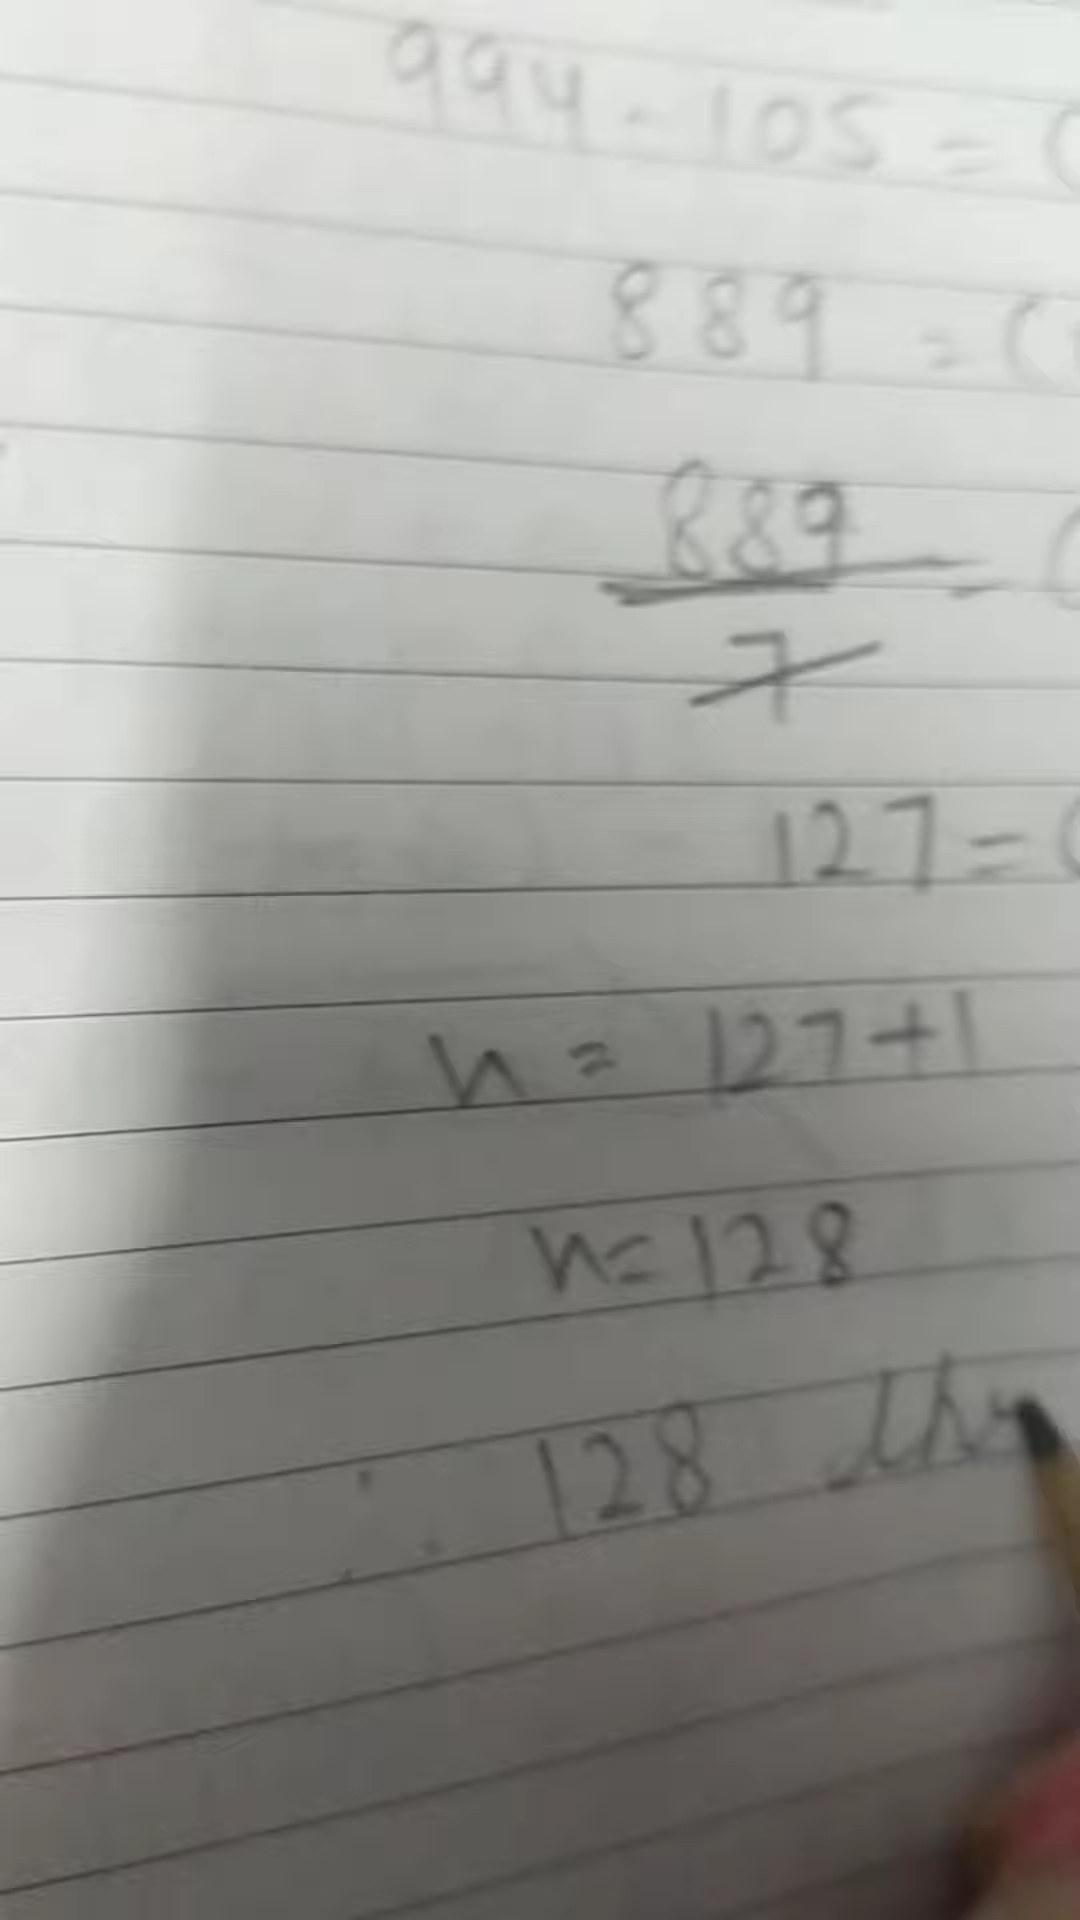 994 - 105 = (
889 = (
889
7 = (
127 = (
n = 127+1
n = 128
∴ 128